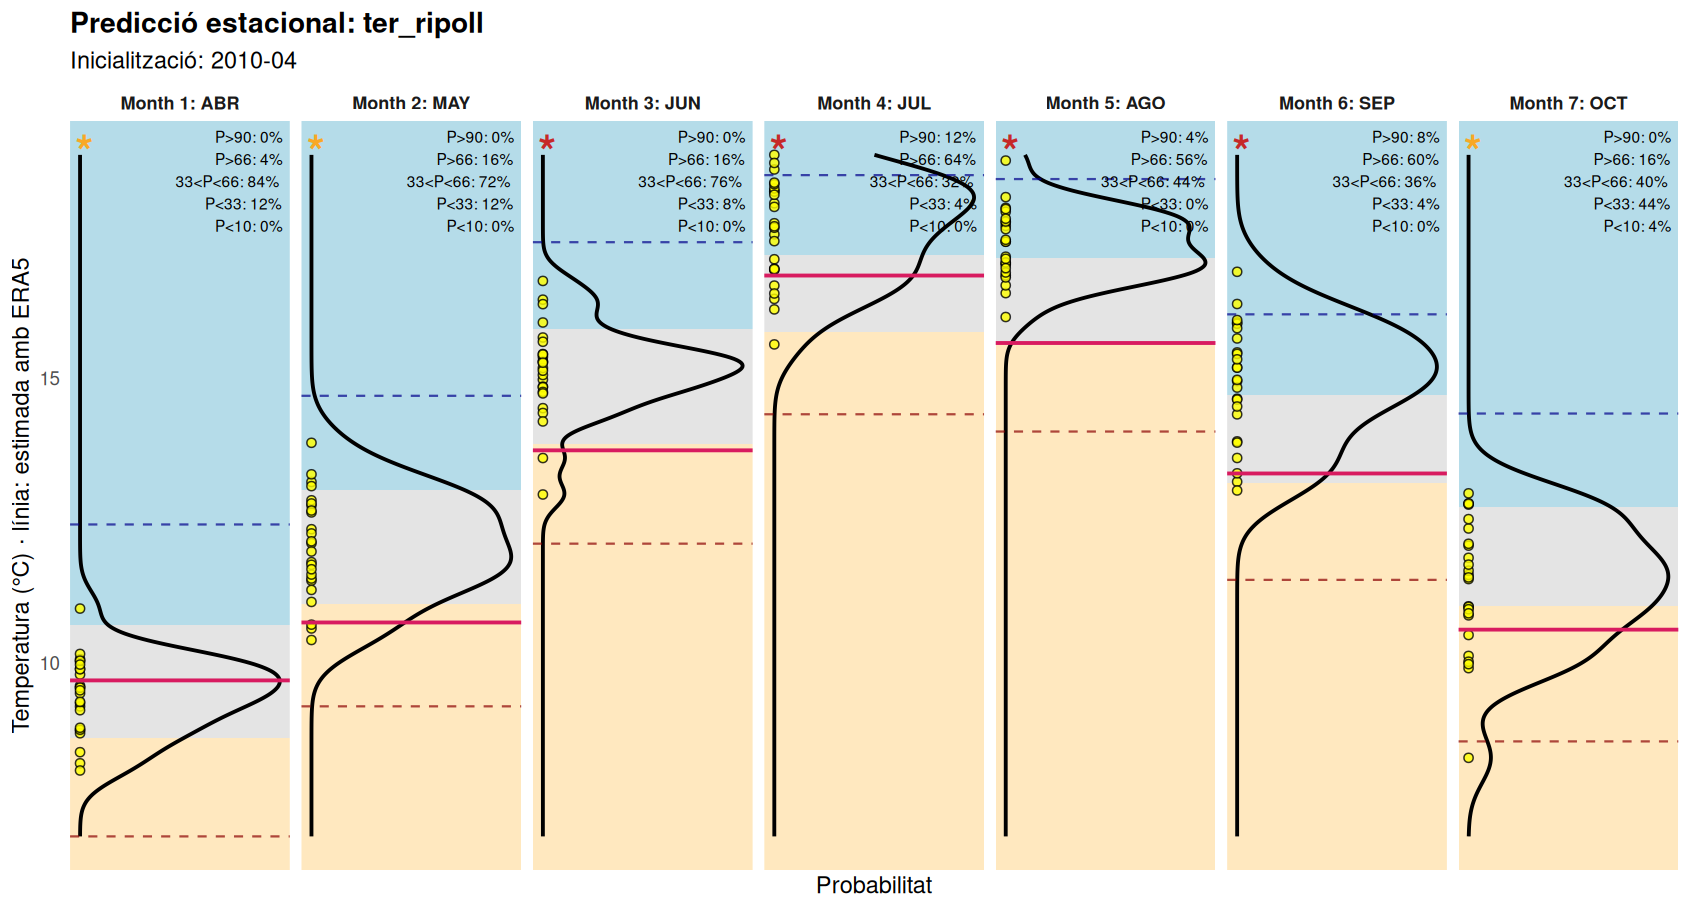 Predicció estacional: ter_ripoll
Inicialització: 2010-04
Month 1: ABR
Month 2: MAY
Month 3: JUN
Month 4: JUL
Month 5: AGO
Month 6: SEP
Month 7: OCT
P>90: 0%
P>66: 4%
33<P<66: 84%
P<33: 12%
P<10: 0%
P>90: 0%
P>66: 16%
33<P<66: 72%
P<33: 12%
P<10: 0%
P>90: 0%
P>66: 16%
33<P<66: 76%
P<33: 8%
P<10: 0%
P>90: 12%
P>66: 64%
33<P<66: 32%
P<33: 4%
P<10: 0%
P>90: 4%
P>66: 56%
33<P<66: 44%
P<33: 0%
P<10: 0%
P>90: 8%
P>66: 60%
33<P<66: 36%
P<33: 4%
P<10: 0%
P>90: 0%
P>66: 16%
33<P<66: 40%
P<33: 44%
P<10: 4%
15
10
Temperatura (°C) · línia: estimada amb ERA5
Probabilitat